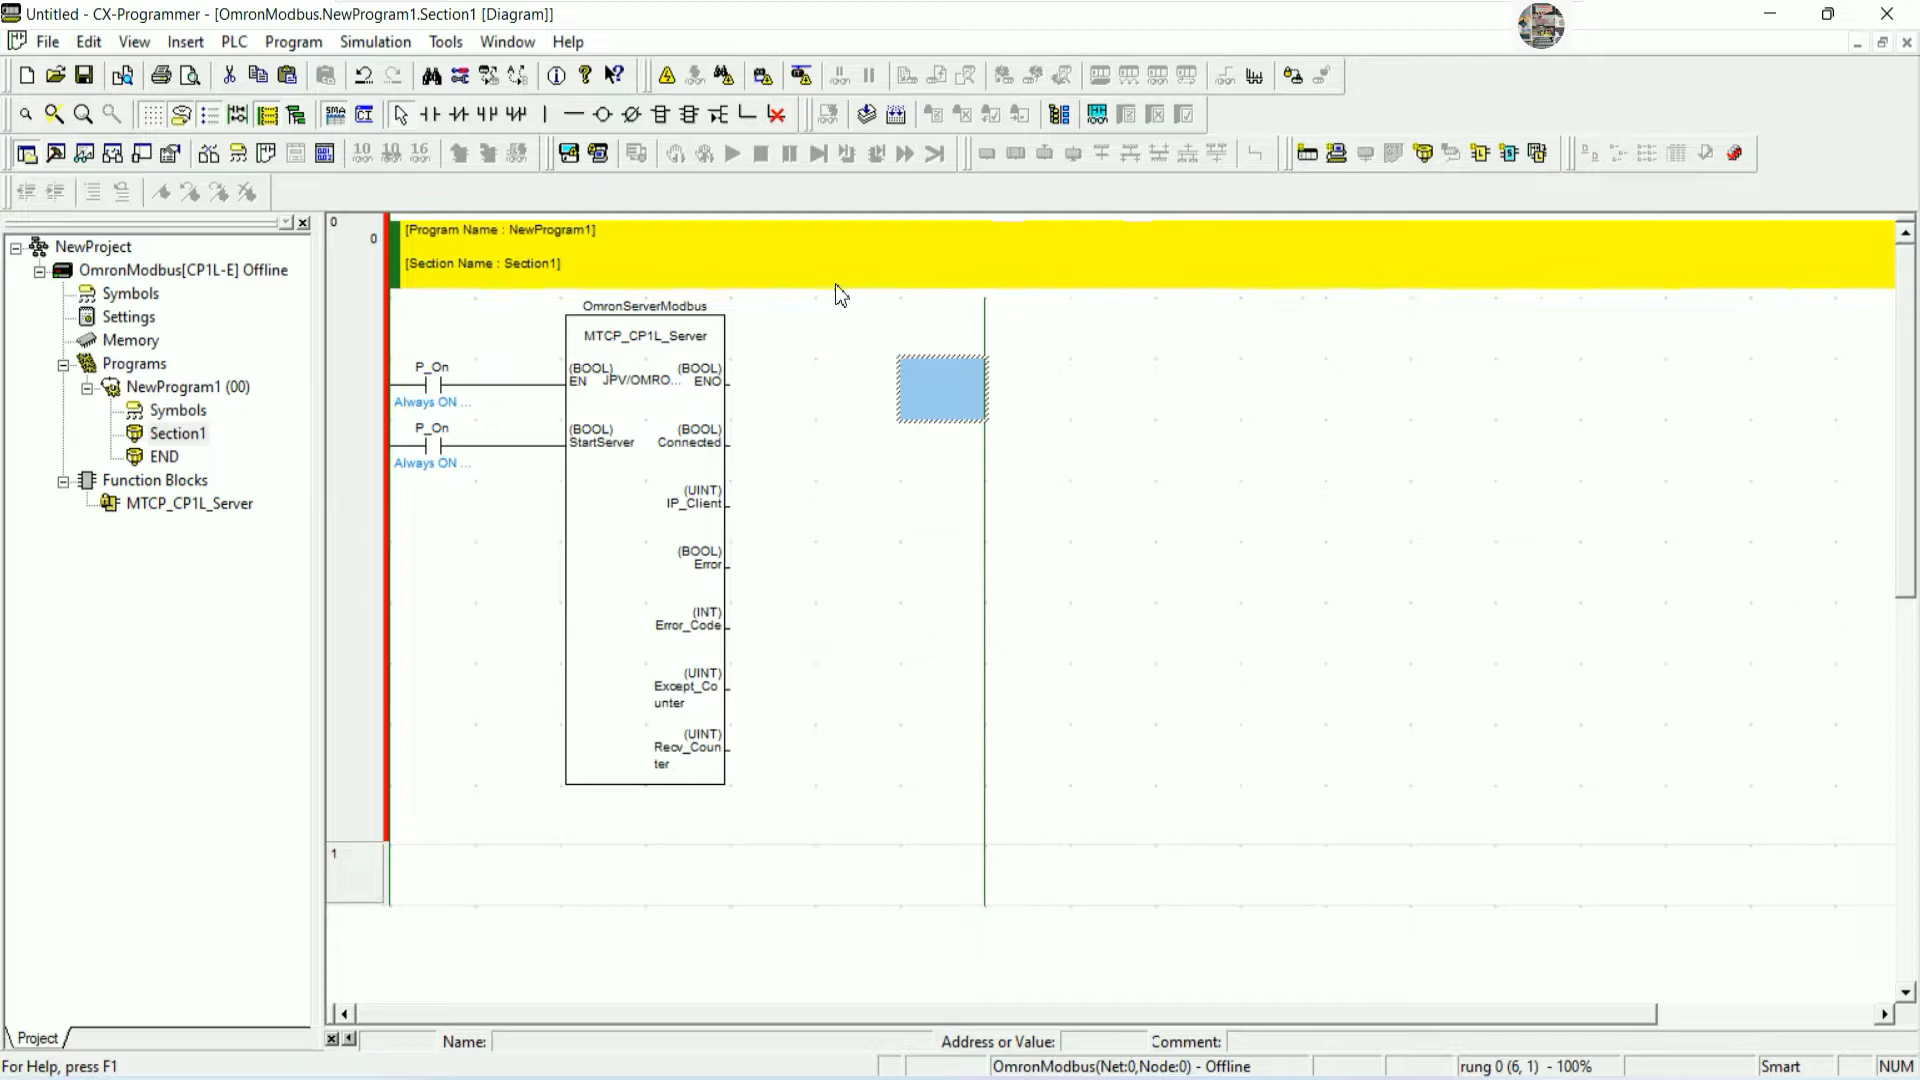 Untitled - CX-Programmer - [OmronModbus.NewProgram1.Section1 [Diagram]]
File Edit View Insert PLC Program Simulation Tools Window Help
SMA CI
10 10 16
NewProject
OmronModbus[CP1L-E] Offline
Symbols
Settings
Memory
Programs
NewProgram1 (00)
Symbols
Section1
END
Function Blocks
MTCP_CP1L_Server
Project
0
0
[Program Name : NewProgram1]
[Section Name : Section1]
OmronServerModbus
MTCP_CP1L_Server
P_On
(BOOL) (BOOL)
EN JPV/OMRO... ENO
Always ON ...
P_On
(BOOL) (BOOL)
StartServer Connected
Always ON ...
(UINT)
IP_Client
(BOOL)
Error
(INT)
Error_Code
(UINT)
Except_Co
unter
(UINT)
Recv_Coun
ter
1
Name: Address or Value: Comment:
For Help, press F1 OmronModbus(Net:0,Node:0) - Offline rung 0 (6, 1) - 100% Smart NUM